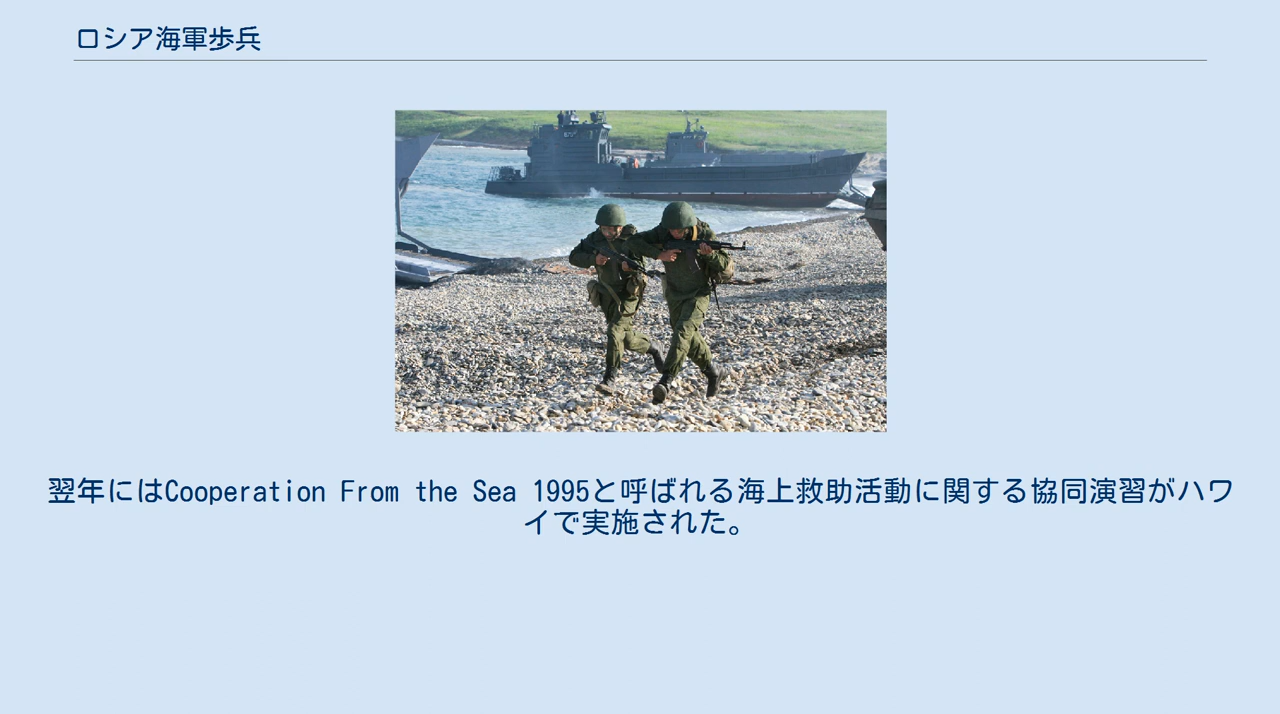 ロシア海軍歩兵
翌年にはCooperation From the Sea 1995と呼ばれる海上救助活動に関する協同演習がハワ
イで実施された。